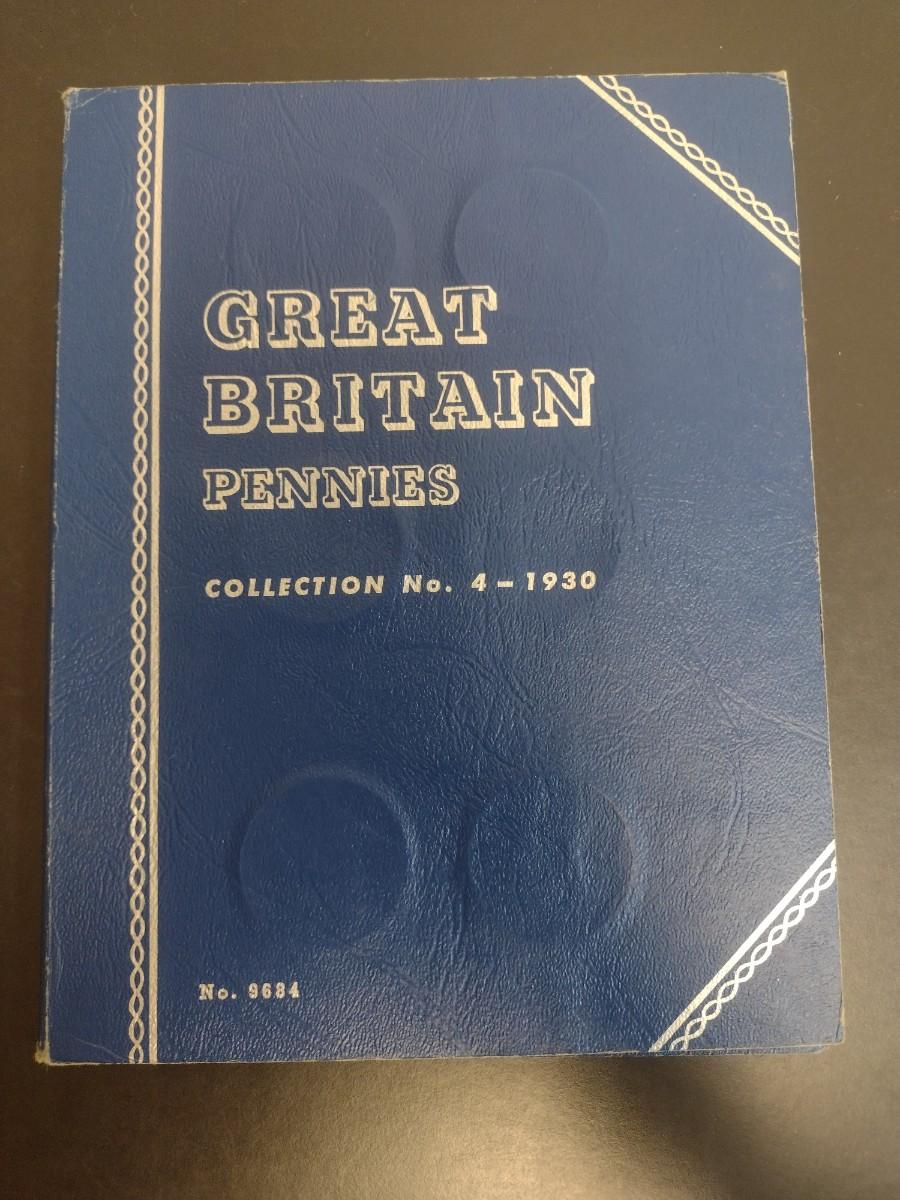 GREAT
BRITAIN
PENNIES
COLLECTION No. 4 – 1930
No. 9684